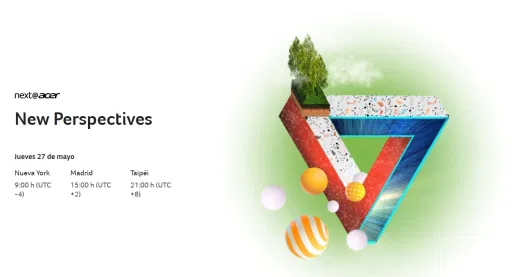 next@acer
New Perspectives
Jueves 27 de mayo
Nueva York Madrid Taipéi
9:00 h (UTC 15:00 h (UTC 21:00 h (UTC
-4) +2) +8)